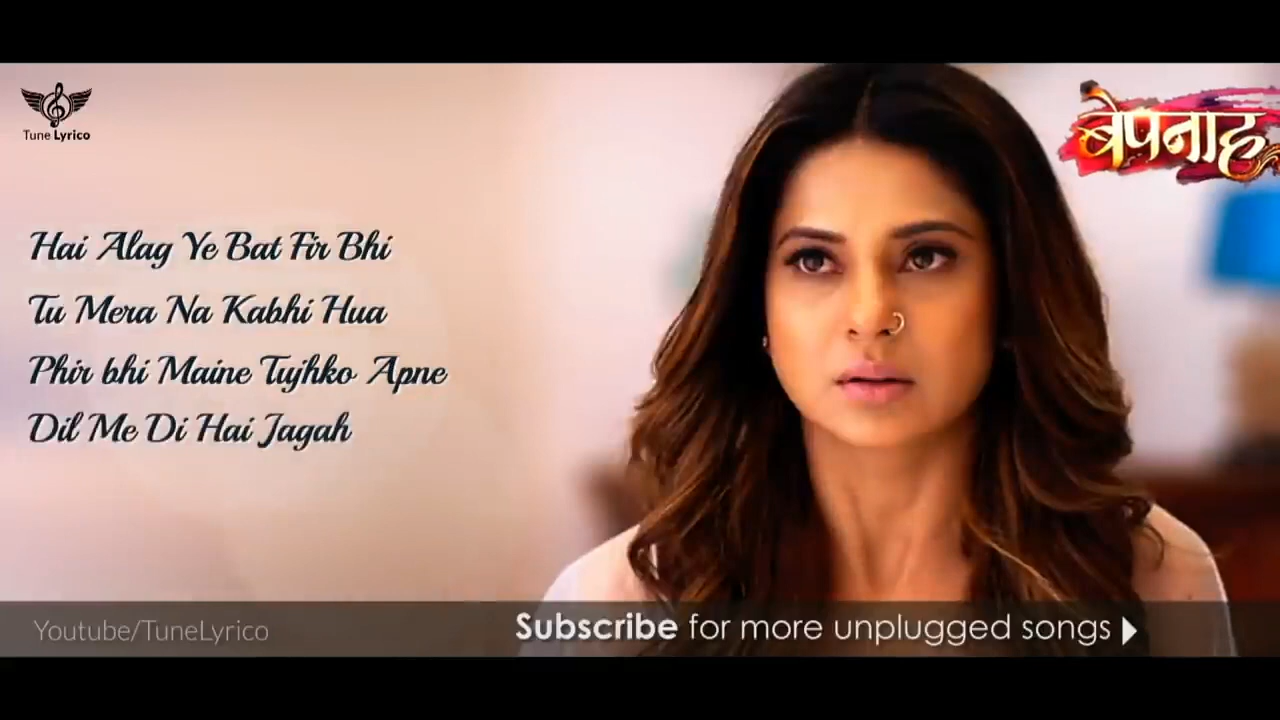 Tune Lyrico
बेपनाह
Hai Alag Ye Bat Fir Bhi
Tu Mera Na Kabhi Hua
Phir bhi Maine Tujhko Apne
Dil Me Di Hai Jagah
Youtube/TuneLyrico
Subscribe for more unplugged songs